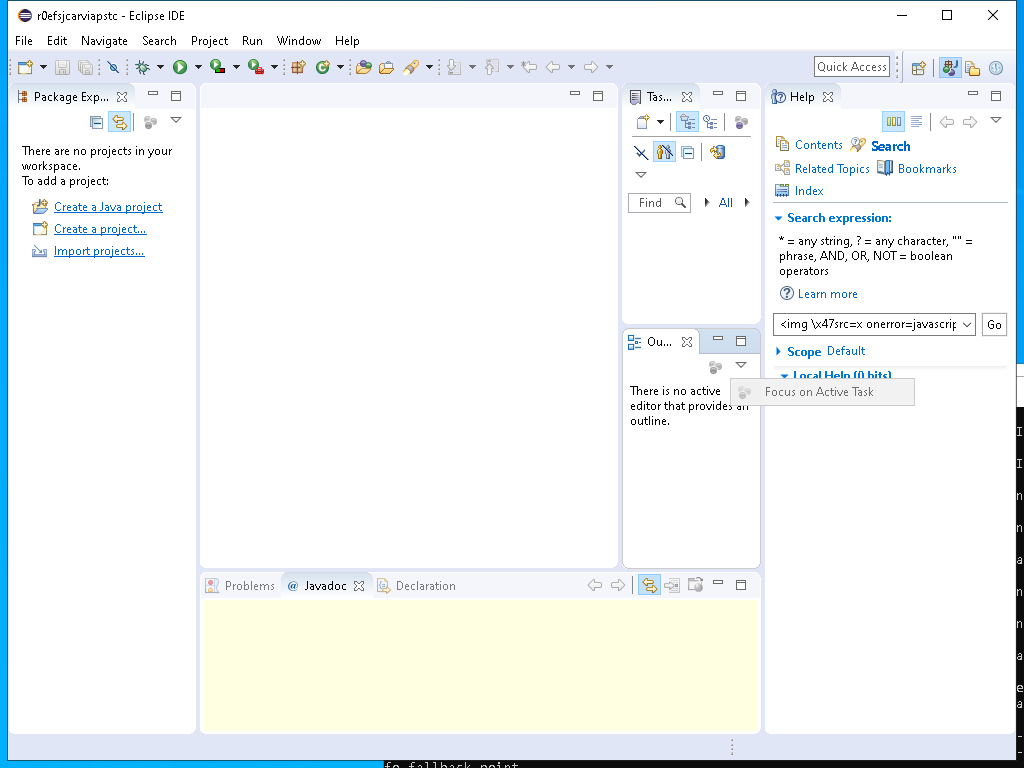 r0efsjcarviapstc - Eclipse IDE
File Edit Navigate Search Project Run Window Help
Quick Access
Package Exp...
There are no projects in your
workspace.
To add a project:
Create a Java project
Create a project...
Import projects...
Tas...
Find
All
Ou...
There is no active
editor that provides an
outline.
Focus on Active Task
Help
Contents Search
Related Topics Bookmarks
Index
Search expression:
* = any string, ? = any character, "" =
phrase, AND, OR, NOT = boolean
operators
Learn more
<img \x47src=x onerror=javascrip
Go
Scope Default
Local Help (0 hits)
Problems @ Javadoc Declaration
fo fallback point